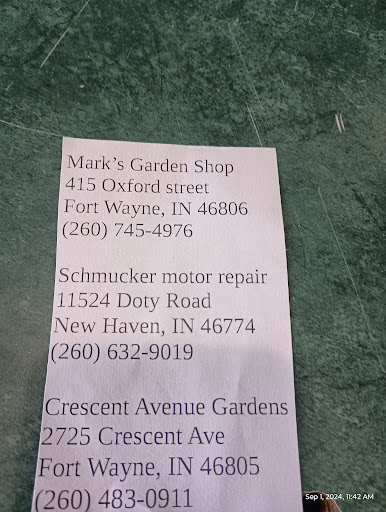 Mark's Garden Shop
415 Oxford street
Fort Wayne, IN 46806
(260) 745-4976
Schmucker motor repair
11524 Doty Road
New Haven, IN 46774
(260) 632-9019
Crescent Avenue Gardens
2725 Crescent Ave
Fort Wayne, IN 46805
(260) 483-0911
Sep 1, 2024, 11:42 AM